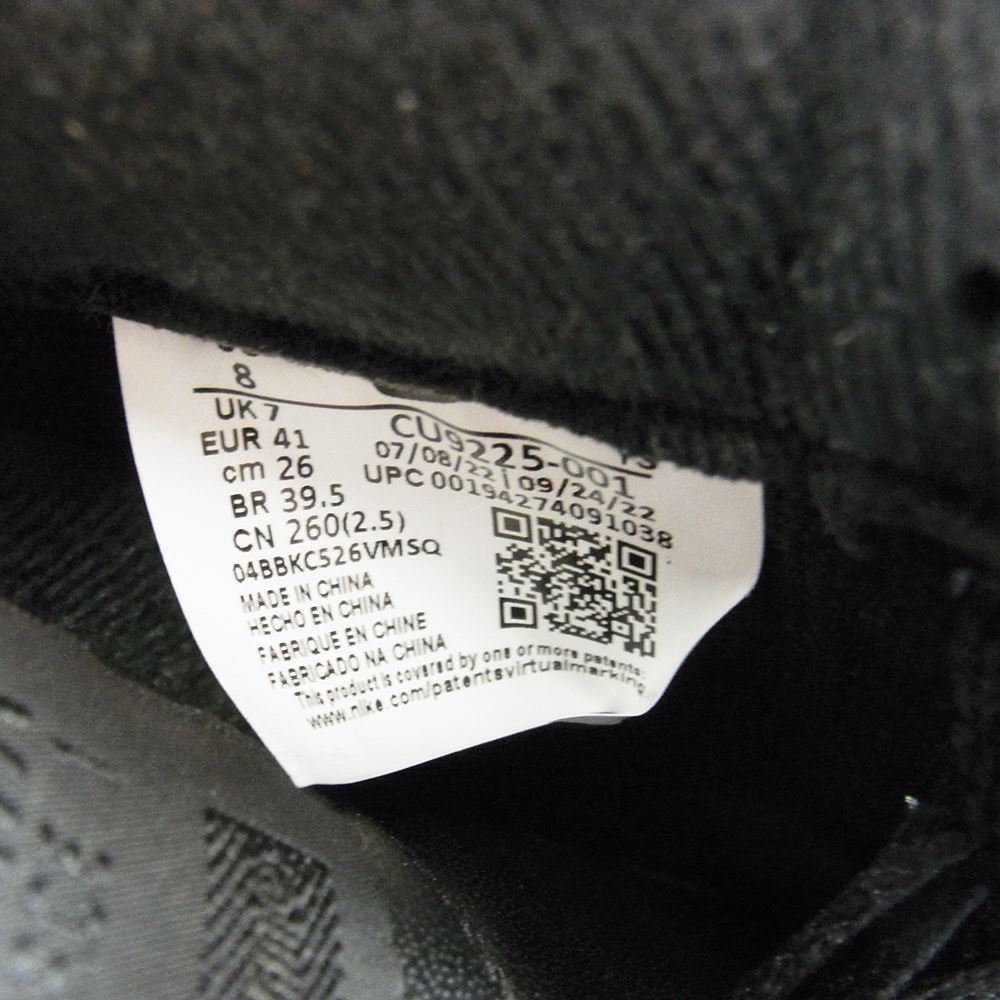 8
UK 7
EUR 41
cm 26
BR 39.5
CN 260(2.5)
04BBKC526VMSQ
MADE IN CHINA
HECHO EN CHINA
FABRIQUE EN CHINE
FABRICADO NA CHINA
This product is covered by one or more patents:
www.nike.com/patentsvirtualmarking
CU9225-001
07/08/22 | 09/24/22
UPC 00194274091038